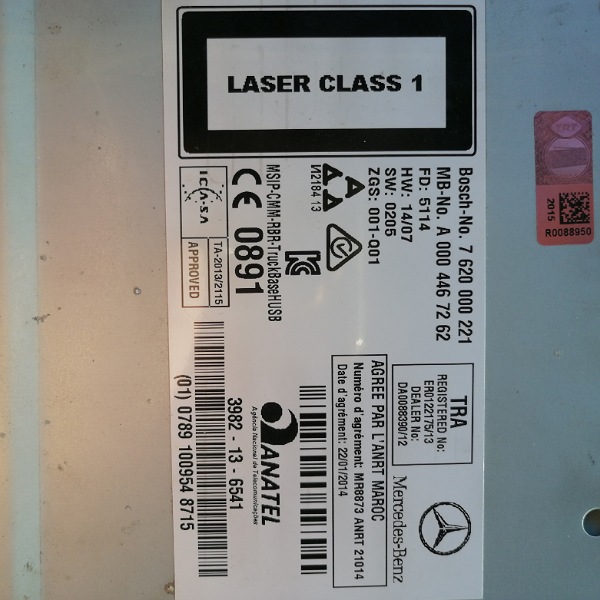 LASER CLASS 1
Bosch-No. 7 620 000 221
MB-No. A 000 446 72 62
FD: 5114
HW: 14/07
SW: 0205
ZGS: 001-Q01
И2184 13
MSIP-CMM-RBR-TruckBaseHUSB
CE 0891
ICASA
TA-2013/2115
APPROVED
TRA
REGISTERED No:
ER0122175/13
DEALER No:
DA0088390/12
AGREE PAR L'ANRT MAROC
Numéro d'agrément: MR8873 ANRT 21014
Date d'agrément: 22/01/2014
Mercedes-Benz
ANATEL
Agência Nacional de Telecomunicações
3982 - 13 - 6541
(01) 0789 100954 8715
2015
R0088950